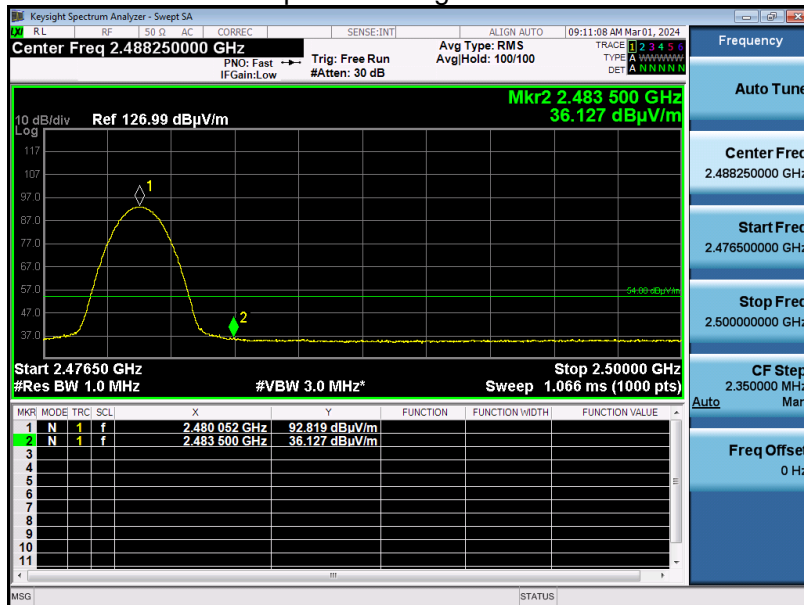 Keysight Spectrum Analyzer - Swept SA
LXI RL RF 50 Ω AC CORREC SENSE:INT ALIGN AUTO 09:11:08 AM Mar 01, 2024
Center Freq 2.488250000 GHz
PNO: Fast
IFGain:Low
Trig: Free Run
#Atten: 30 dB
Avg Type: RMS
Avg|Hold: 100/100
TRACE 1 2 3 4 5 6
TYPE A WWWWW
DET A N N N N N
Mkr2 2.483 500 GHz
36.127 dBµV/m
10 dB/div Ref 126.99 dBµV/m
Log
117
107
97.0
87.0
77.0
67.0
57.0
47.0
37.0
1
2
54.00 dBµV/m
Start 2.47650 GHz Stop 2.50000 GHz
#Res BW 1.0 MHz #VBW 3.0 MHz* Sweep 1.066 ms (1000 pts)
MKR MODE TRC SCL X Y FUNCTION FUNCTION WIDTH FUNCTION VALUE
1 N 1 f 2.480 052 GHz 92.819 dBµV/m
2 N 1 f 2.483 500 GHz 36.127 dBµV/m
3
4
5
6
7
8
9
10
11
MSG STATUS
Frequency
Auto Tune
Center Freq
2.488250000 GHz
Start Freq
2.476500000 GHz
Stop Freq
2.500000000 GHz
CF Step
2.350000 MHz
Auto Man
Freq Offset
0 Hz